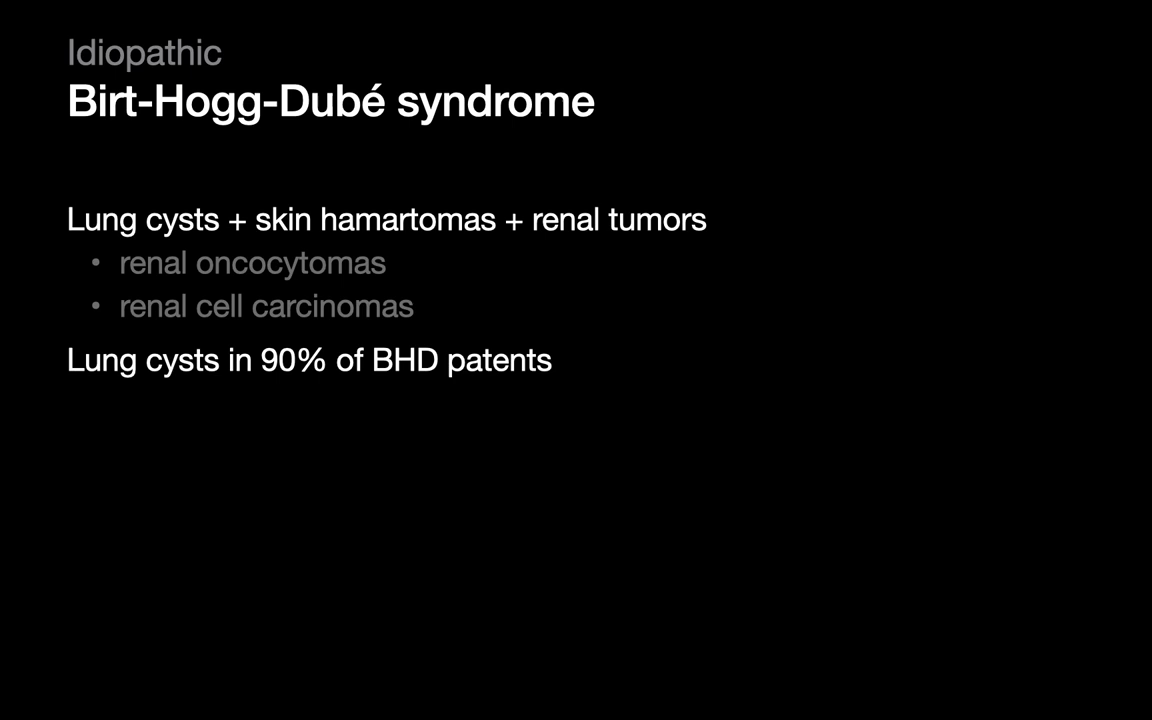 Idiopathic
Birt-Hogg-Dubé syndrome
Lung cysts + skin hamartomas + renal tumors
• renal oncocytomas
• renal cell carcinomas
Lung cysts in 90% of BHD patents